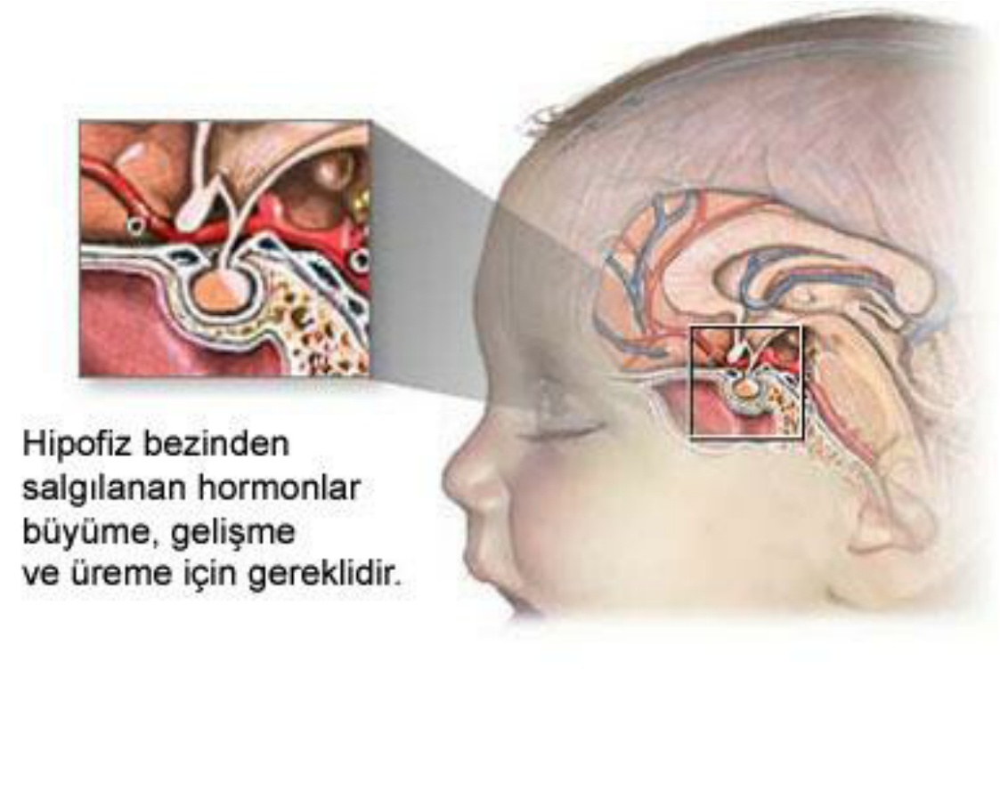 Hipofiz bezinden
salgılanan hormonlar
büyüme, gelişme
ve üreme için gereklidir.